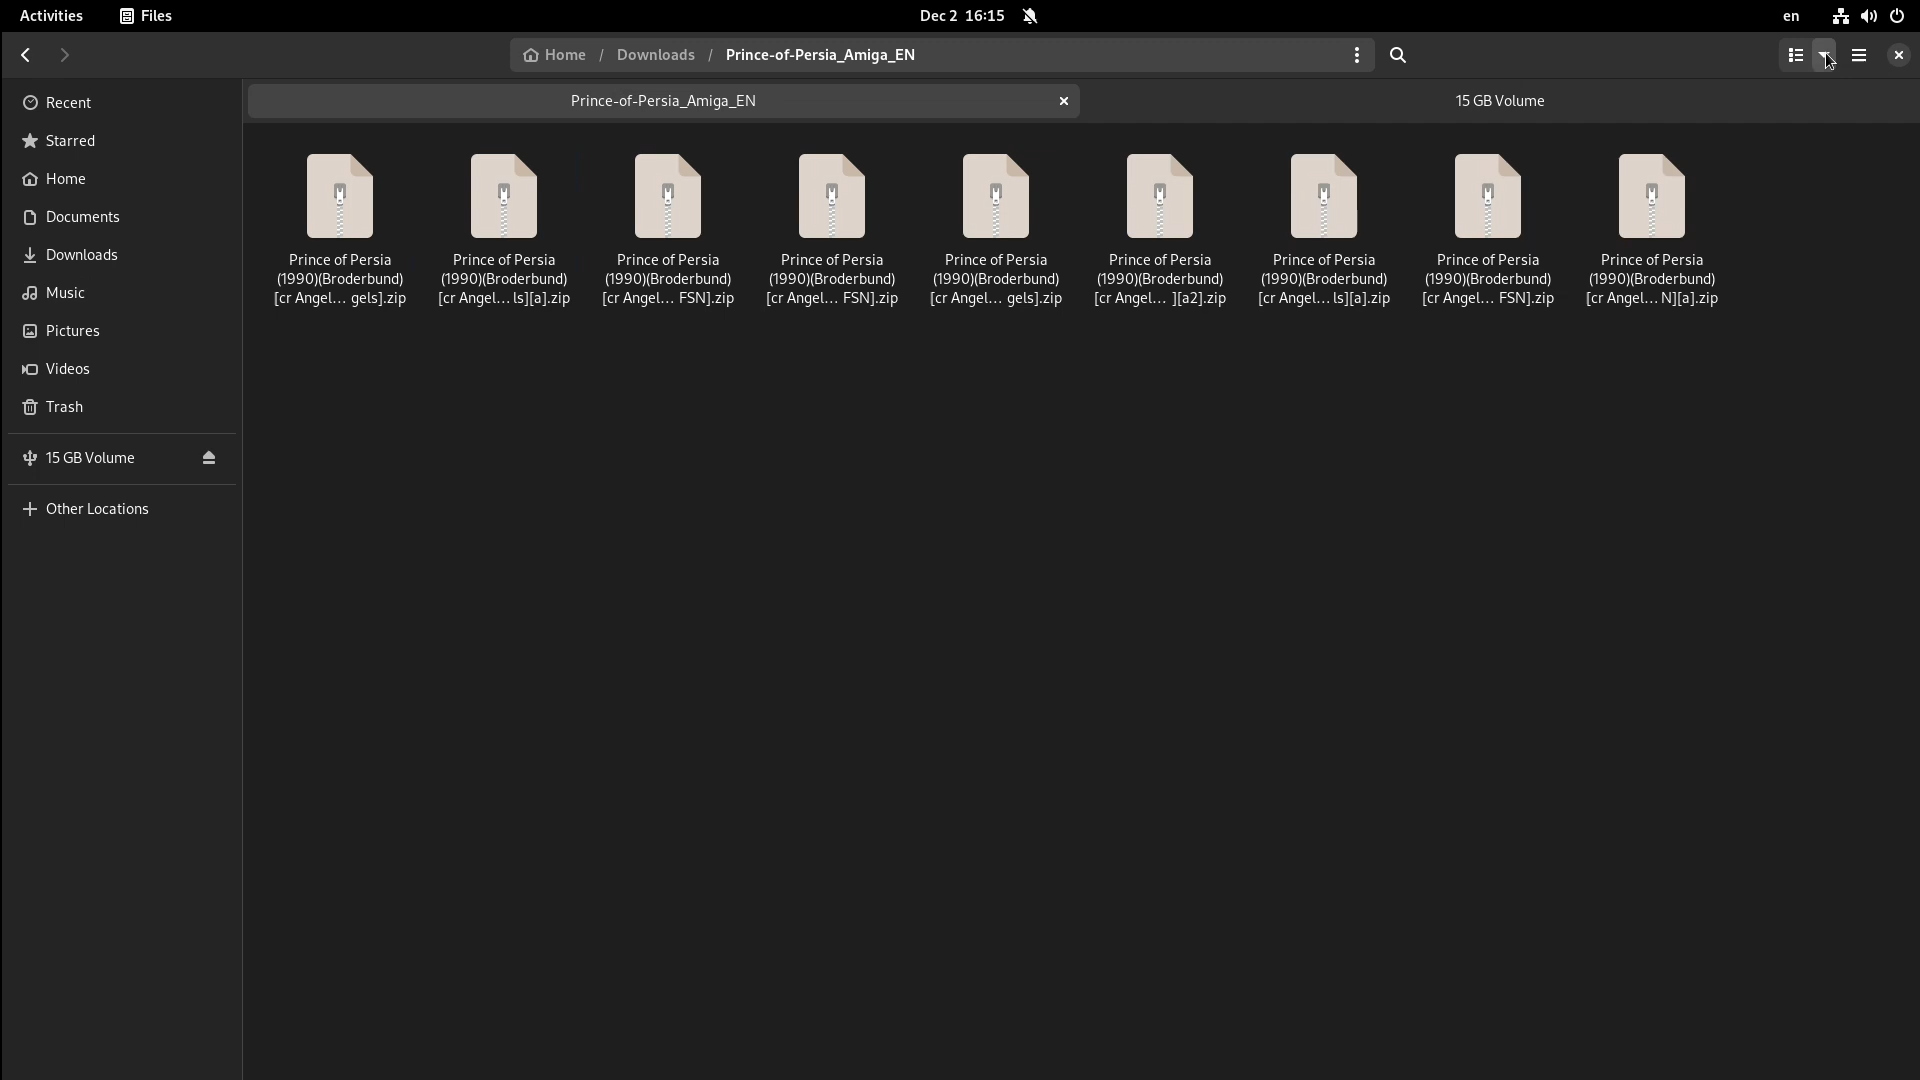 Activities Files Dec 2 16:15 en
Home / Downloads / Prince-of-Persia_Amiga_EN
Recent
Starred
Home
Documents
Downloads
Music
Pictures
Videos
Trash
15 GB Volume
Other Locations
Prince-of-Persia_Amiga_EN 15 GB Volume
Prince of Persia
(1990)(Broderbund)
[cr Angel… gels].zip
Prince of Persia
(1990)(Broderbund)
[cr Angel… ls][a].zip
Prince of Persia
(1990)(Broderbund)
[cr Angel… FSN].zip
Prince of Persia
(1990)(Broderbund)
[cr Angel… FSN].zip
Prince of Persia
(1990)(Broderbund)
[cr Angel… gels].zip
Prince of Persia
(1990)(Broderbund)
[cr Angel… ][a2].zip
Prince of Persia
(1990)(Broderbund)
[cr Angel… ls][a].zip
Prince of Persia
(1990)(Broderbund)
[cr Angel… FSN].zip
Prince of Persia
(1990)(Broderbund)
[cr Angel… N][a].zip